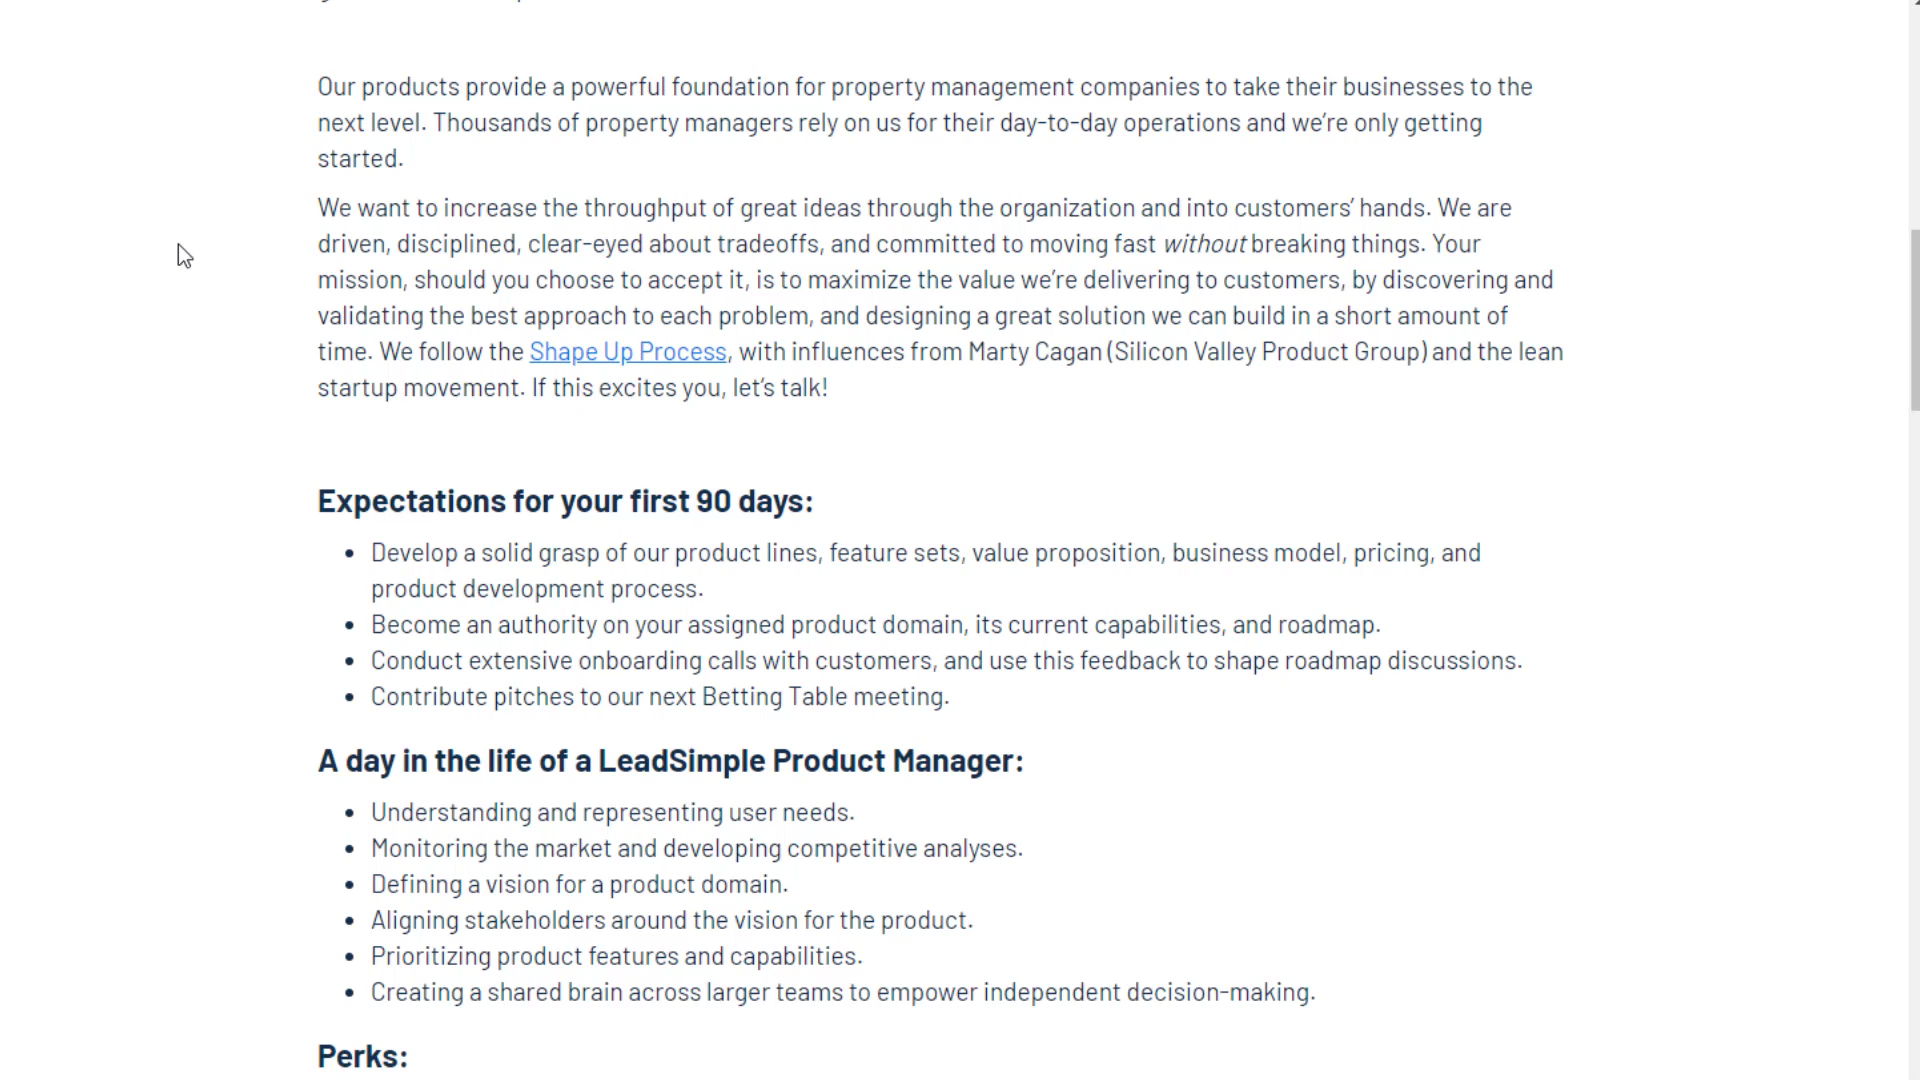 Our products provide a powerful foundation for property management companies to take their businesses to the
next level. Thousands of property managers rely on us for their day-to-day operations and we’re only getting
started.
We want to increase the throughput of great ideas through the organization and into customers’ hands. We are
driven, disciplined, clear-eyed about tradeoffs, and committed to moving fast without breaking things. Your
mission, should you choose to accept it, is to maximize the value we’re delivering to customers, by discovering and
validating the best approach to each problem, and designing a great solution we can build in a short amount of
time. We follow the Shape Up Process, with influences from Marty Cagan (Silicon Valley Product Group) and the lean
startup movement. If this excites you, let’s talk!
Expectations for your first 90 days:
• Develop a solid grasp of our product lines, feature sets, value proposition, business model, pricing, and
product development process.
• Become an authority on your assigned product domain, its current capabilities, and roadmap.
• Conduct extensive onboarding calls with customers, and use this feedback to shape roadmap discussions.
• Contribute pitches to our next Betting Table meeting.
A day in the life of a LeadSimple Product Manager:
• Understanding and representing user needs.
• Monitoring the market and developing competitive analyses.
• Defining a vision for a product domain.
• Aligning stakeholders around the vision for the product.
• Prioritizing product features and capabilities.
• Creating a shared brain across larger teams to empower independent decision-making.
Perks: